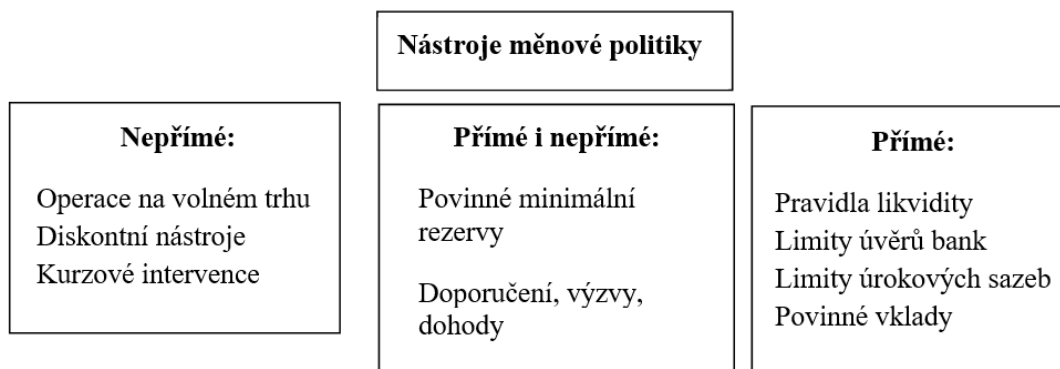 Nástroje měnové politiky
Nepřímé:
Operace na volném trhu
Diskontní nástroje
Kurzové intervence
Přímé i nepřímé:
Povinné minimální
rezervy
Doporučení, výzvy,
dohody
Přímé:
Pravidla likvidity
Limity úvěrů bank
Limity úrokových sazeb
Povinné vklady